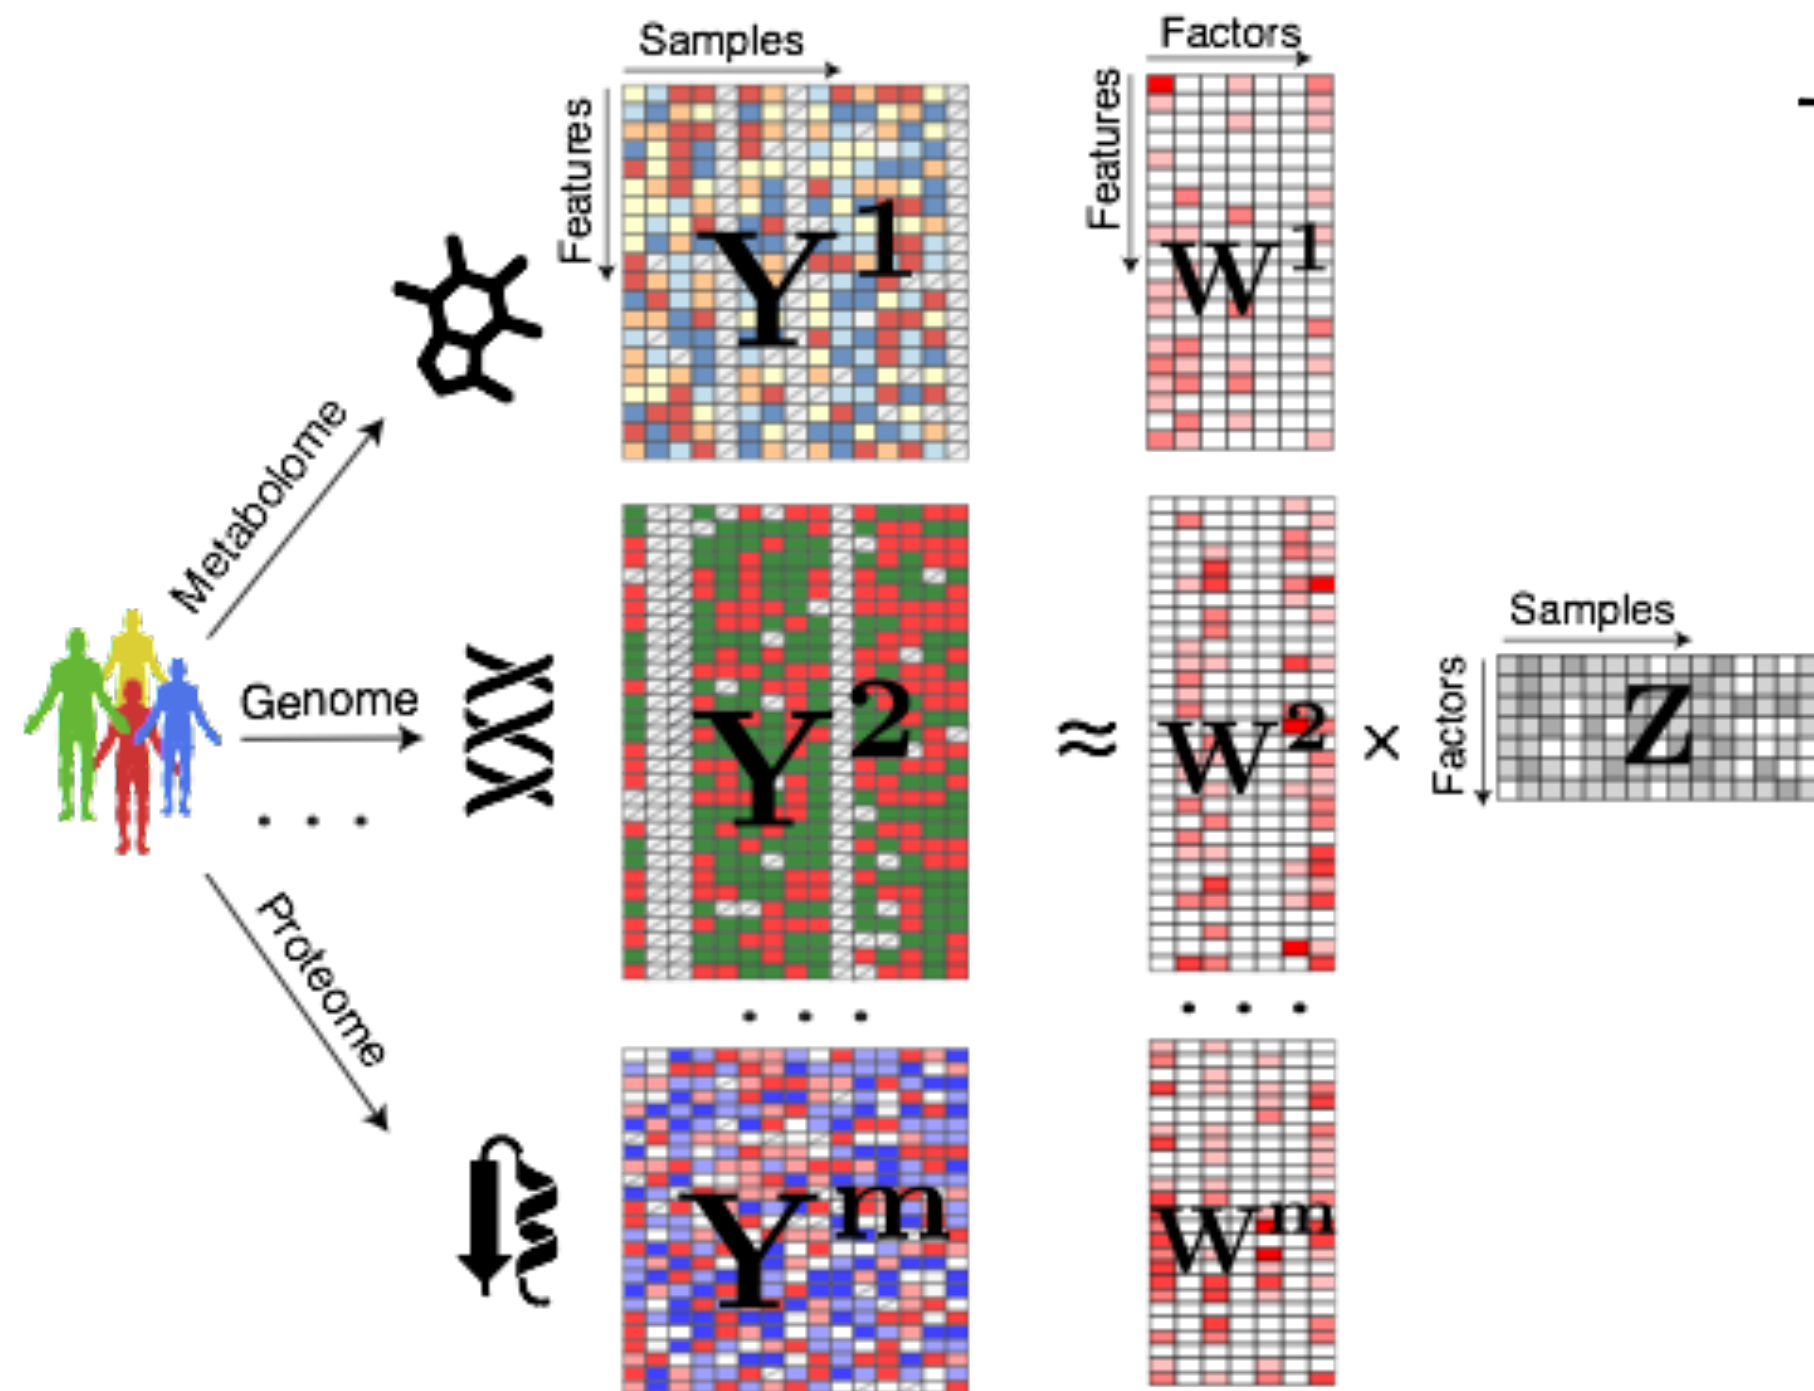 Samples
Features
Y¹
Factors
Features
W¹
Metabolome
Genome
. . .
Proteome
Y²
≈
W²
×
Samples
Factors
Z
. . .
. . .
Yᵐ
Wᵐ